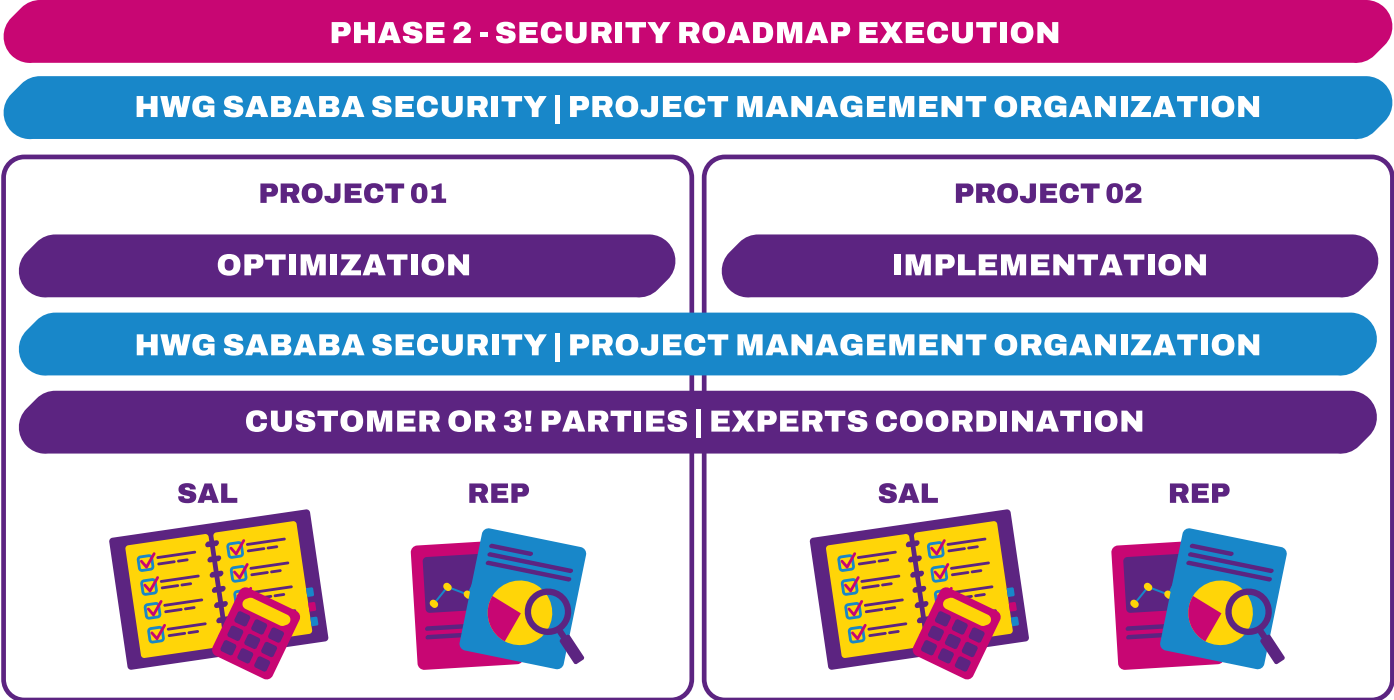 PHASE 2 - SECURITY ROADMAP EXECUTION
HWG SABABA SECURITY | PROJECT MANAGEMENT ORGANIZATION
PROJECT 01
PROJECT 02
OPTIMIZATION
IMPLEMENTATION
HWG SABABA SECURITY | PROJECT MANAGEMENT ORGANIZATION
CUSTOMER OR 3! PARTIES | EXPERTS COORDINATION
SAL
REP
SAL
REP